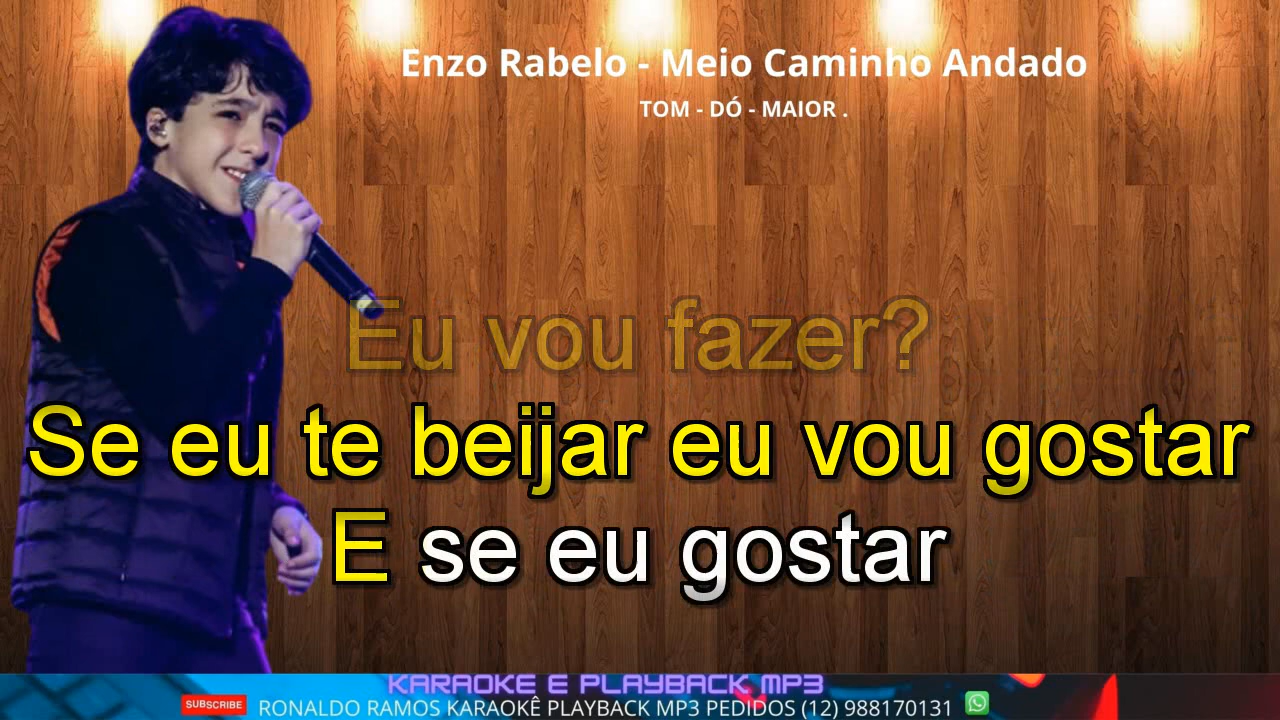 Enzo Rabelo - Meio Caminho Andado
TOM - DÓ - MAIOR .
Eu vou fazer?
Se eu te beijar eu vou gostar
E se eu gostar
KARAOKE E PLAYBACK MP3
SUBSCRIBE RONALDO RAMOS KARAOKÊ PLAYBACK MP3 PEDIDOS (12) 988170131